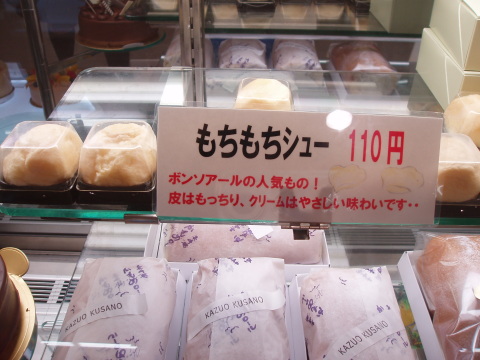 もちもちシュー 110円
ボンソアールの人気もの！
皮はもっちり、クリームはやさしい味わいです・・
KAZUO KUSANO
KAZUO KUSANO
KAZUO KUSANO